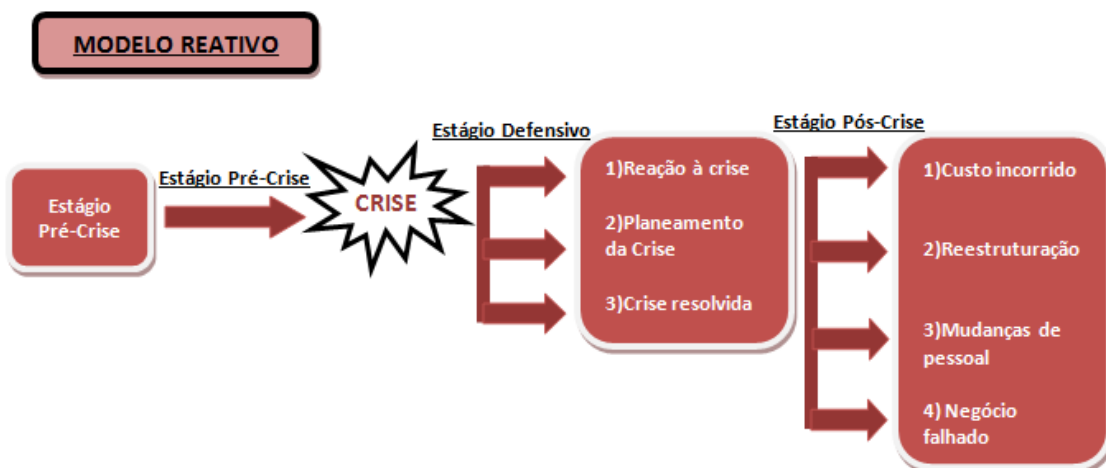 MODELO REATIVO
Estágio
Pré-Crise
Estágio Pré-Crise
CRISE
Estágio Defensivo
1)Reação à crise
2)Planeamento
da Crise
3)Crise resolvida
Estágio Pós-Crise
1)Custo incorrido
2)Reestruturação
3)Mudanças de
pessoal
4) Negócio
falhado